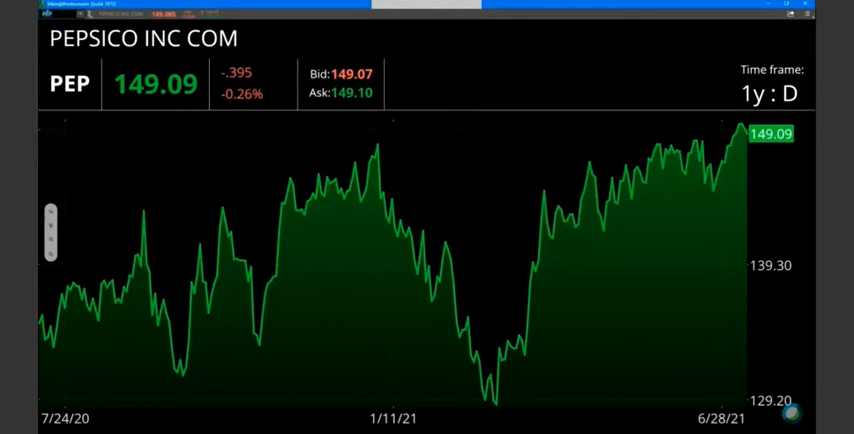 PEPSICO INC COM
PEP
149.09
-.395
-0.26%
Bid:149.07
Ask:149.10
Time frame:
1y : D
149.09
139.30
129.20
7/24/20
1/11/21
6/28/21